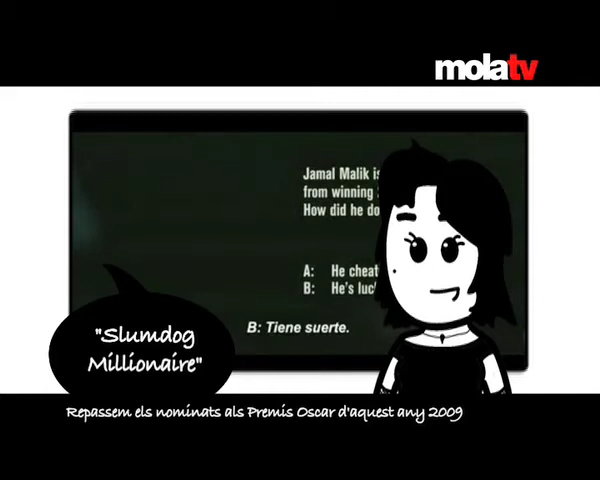 molatv
Jamal Malik is
from winning
How did he do
A: He cheat
B: He's luc
B: Tiene suerte.
"Slumdog
Millionaire"
Repassem els nominats als Premis Oscar d'aquest any 2009